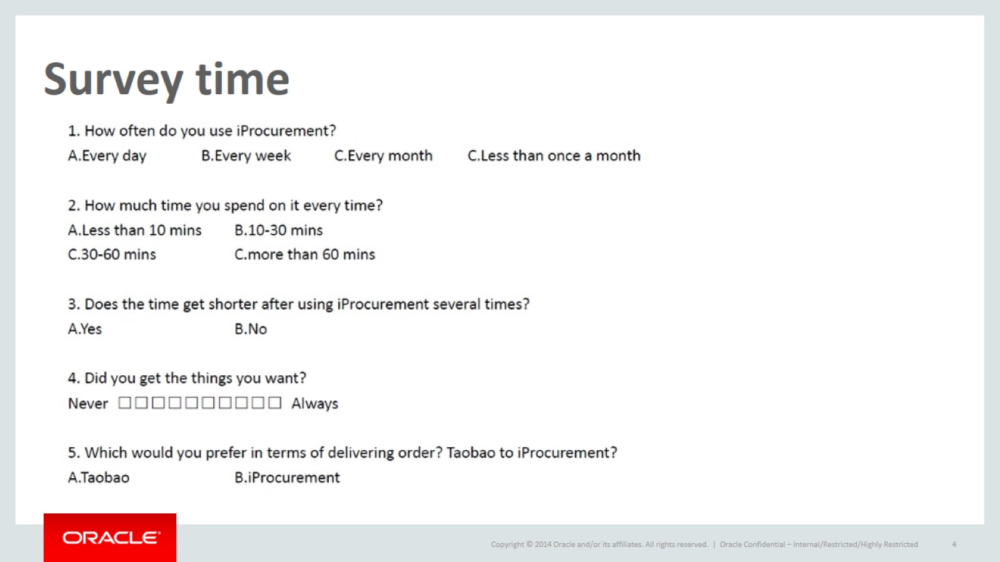 Survey time
1. How often do you use iProcurement?
A.Every day B.Every week C.Every month C.Less than once a month
2. How much time you spend on it every time?
A.Less than 10 mins B.10-30 mins
C.30-60 mins C.more than 60 mins
3. Does the time get shorter after using iProcurement several times?
A.Yes B.No
4. Did you get the things you want?
Never □□□□□□□□□□ Always
5. Which would you prefer in terms of delivering order? Taobao to iProcurement?
A.Taobao B.iProcurement
ORACLE®
Copyright © 2014 Oracle and/or its affiliates. All rights reserved. | Oracle Confidential – Internal/Restricted/Highly Restricted 4